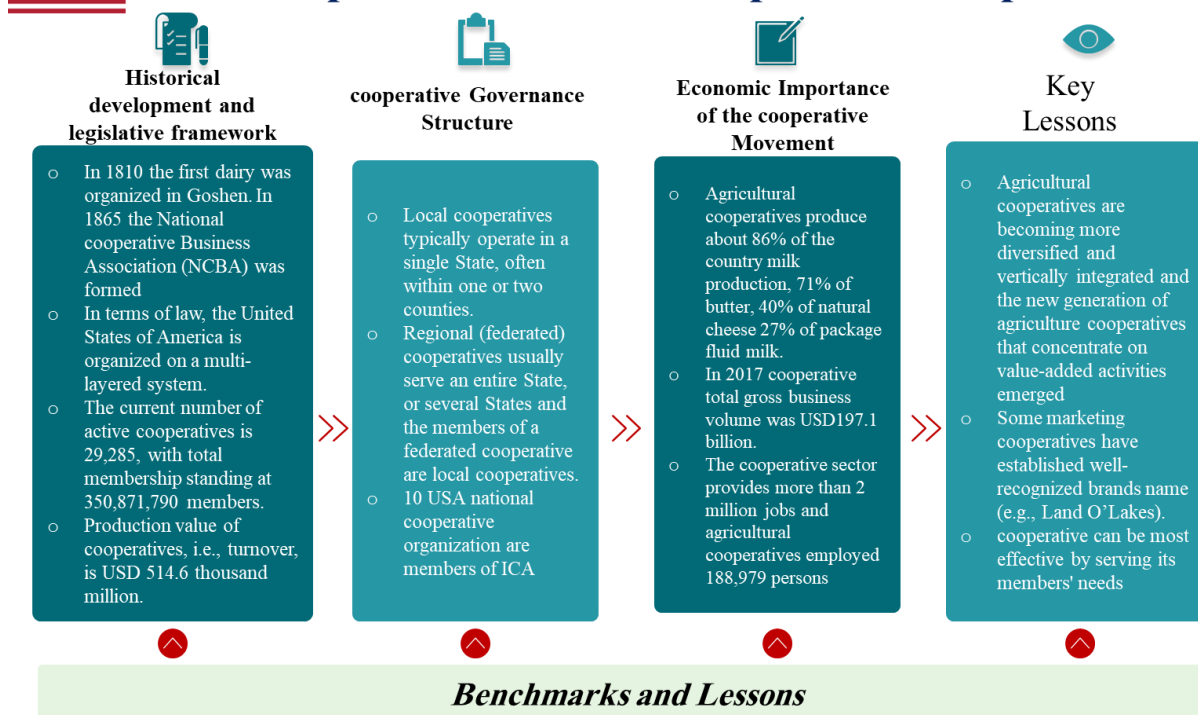 Historical
development and
legislative framework
o In 1810 the first dairy was
organized in Goshen. In
1865 the National
cooperative Business
Association (NCBA) was
formed
o In terms of law, the United
States of America is
organized on a multi-
layered system.
o The current number of
active cooperatives is
29,285, with total
membership standing at
350,871,790 members.
o Production value of
cooperatives, i.e., turnover,
is USD 514.6 thousand
million.
cooperative Governance
Structure
o Local cooperatives
typically operate in a
single State, often
within one or two
counties.
o Regional (federated)
cooperatives usually
serve an entire State,
or several States and
the members of a
federated cooperative
are local cooperatives.
o 10 USA national
cooperative
organization are
members of ICA
Economic Importance
of the cooperative
Movement
o Agricultural
cooperatives produce
about 86% of the
country milk
production, 71% of
butter, 40% of natural
cheese 27% of package
fluid milk.
o In 2017 cooperative
total gross business
volume was USD197.1
billion.
o The cooperative sector
provides more than 2
million jobs and
agricultural
cooperatives employed
188,979 persons
Key
Lessons
o Agricultural
cooperatives are
becoming more
diversified and
vertically integrated and
the new generation of
agriculture cooperatives
that concentrate on
value-added activities
emerged
o Some marketing
cooperatives have
established well-
recognized brands name
(e.g., Land O’Lakes).
o cooperative can be most
effective by serving its
members' needs
Benchmarks and Lessons